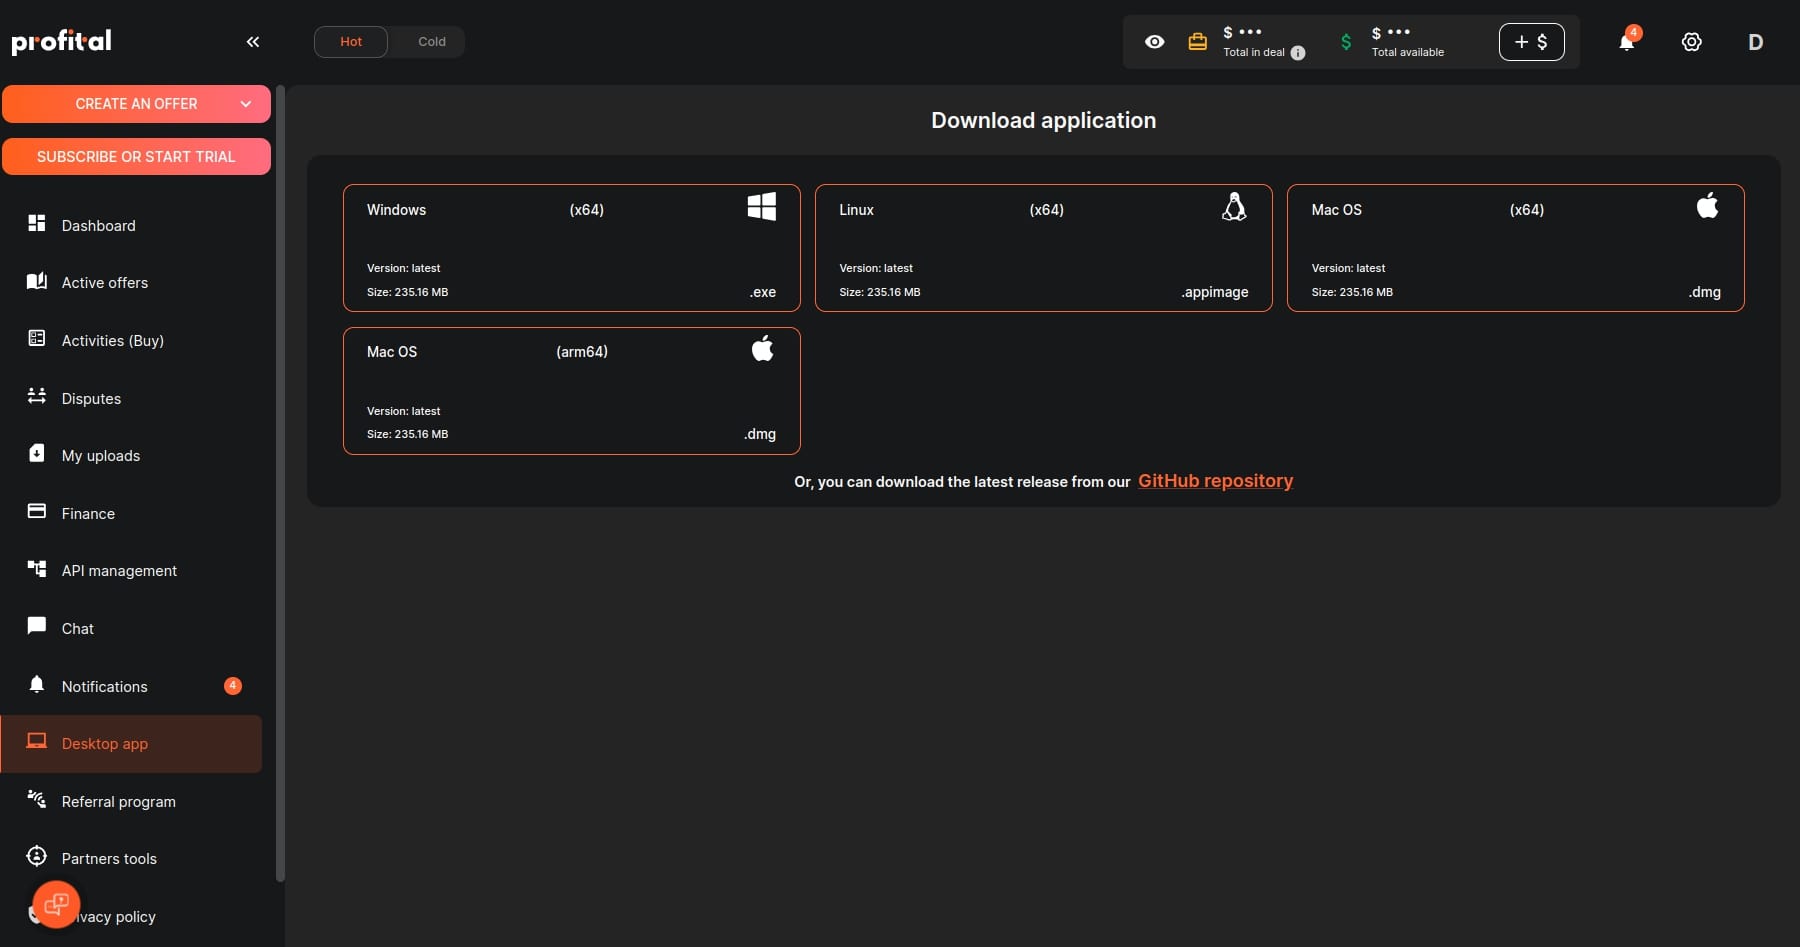 profital
Hot
Cold
$ •••
Total in deal
$
$ •••
Total available
+ $
4
D
CREATE AN OFFER
SUBSCRIBE OR START TRIAL
Dashboard
Active offers
Activities (Buy)
Disputes
My uploads
Finance
API management
Chat
Notifications
4
Desktop app
Referral program
Partners tools
vacy policy
Download application
Windows (x64)
Version: latest
Size: 235.16 MB
.exe
Linux (x64)
Version: latest
Size: 235.16 MB
.appimage
Mac OS (x64)
Version: latest
Size: 235.16 MB
.dmg
Mac OS (arm64)
Version: latest
Size: 235.16 MB
.dmg
Or, you can download the latest release from our GitHub repository